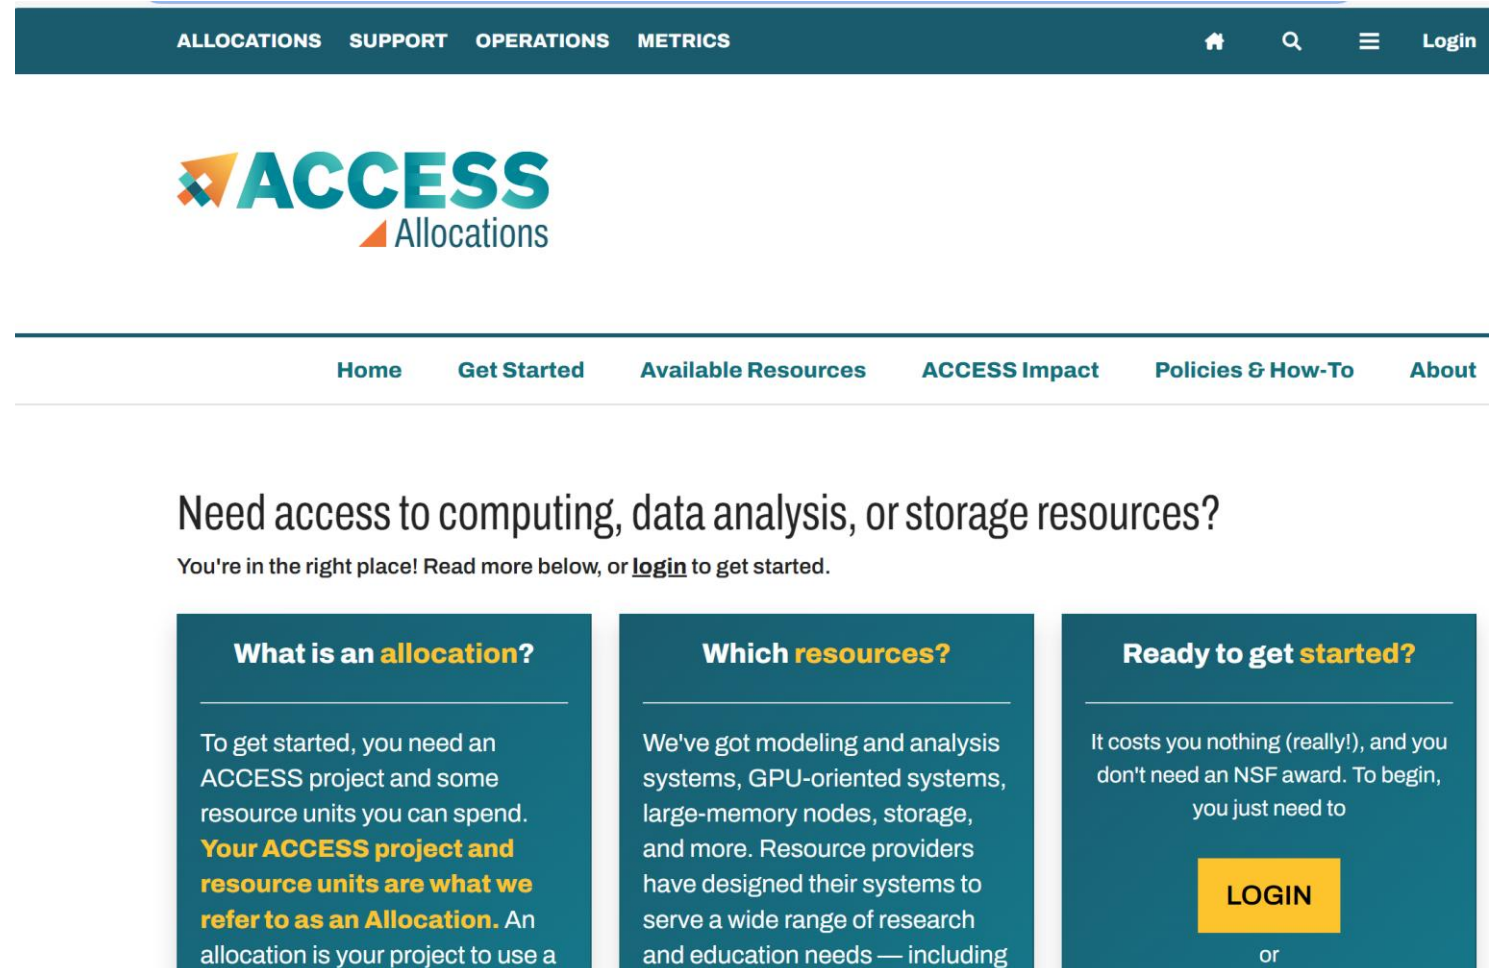 ALLOCATIONS SUPPORT OPERATIONS METRICS Login
ACCESS
Allocations
Home Get Started Available Resources ACCESS Impact Policies & How-To About
Need access to computing, data analysis, or storage resources?
You're in the right place! Read more below, or login to get started.
What is an allocation?
To get started, you need an
ACCESS project and some
resource units you can spend.
Your ACCESS project and
resource units are what we
refer to as an Allocation. An
allocation is your project to use a
Which resources?
We've got modeling and analysis
systems, GPU-oriented systems,
large-memory nodes, storage,
and more. Resource providers
have designed their systems to
serve a wide range of research
and education needs — including
Ready to get started?
It costs you nothing (really!), and you
don't need an NSF award. To begin,
you just need to
LOGIN
or